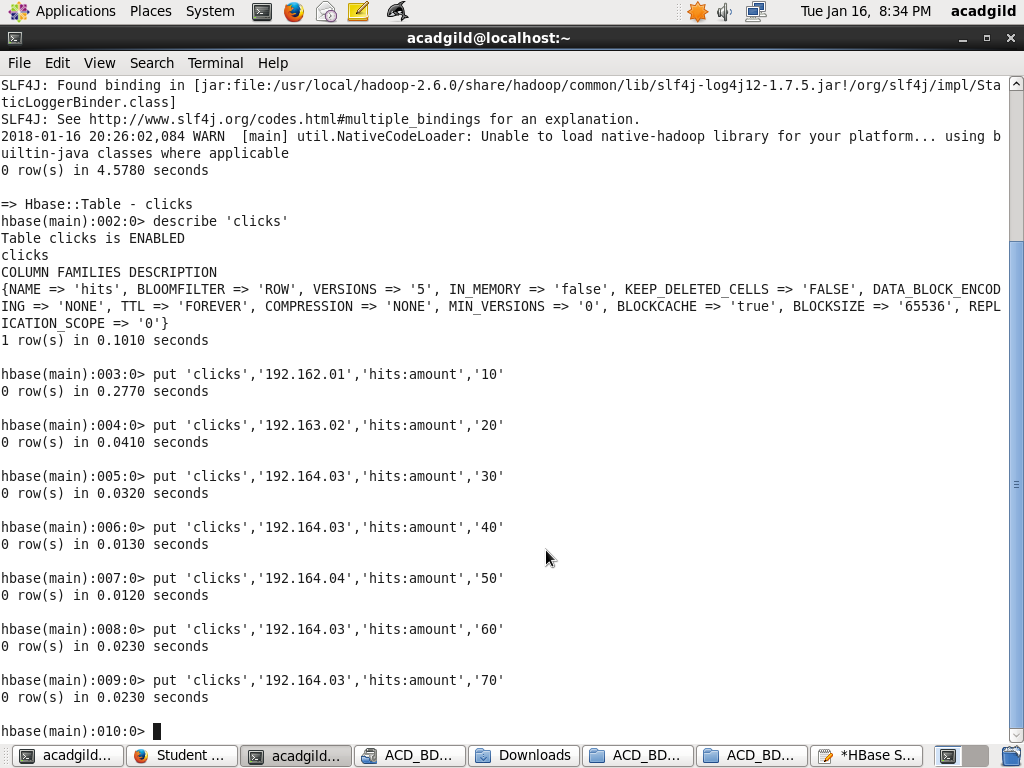 Applications Places System
Tue Jan 16, 8:34 PM acadgild
acadgild@localhost:~
File Edit View Search Terminal Help
SLF4J: Found binding in [jar:file:/usr/local/hadoop-2.6.0/share/hadoop/common/lib/slf4j-log4j12-1.7.5.jar!/org/slf4j/impl/Sta
ticLoggerBinder.class]
SLF4J: See http://www.slf4j.org/codes.html#multiple_bindings for an explanation.
2018-01-16 20:26:02,084 WARN  [main] util.NativeCodeLoader: Unable to load native-hadoop library for your platform... using b
uiltin-java classes where applicable
0 row(s) in 4.5780 seconds
=> Hbase::Table - clicks
hbase(main):002:0> describe 'clicks'
Table clicks is ENABLED
clicks
COLUMN FAMILIES DESCRIPTION
{NAME => 'hits', BLOOMFILTER => 'ROW', VERSIONS => '5', IN_MEMORY => 'false', KEEP_DELETED_CELLS => 'FALSE', DATA_BLOCK_ENCOD
ING => 'NONE', TTL => 'FOREVER', COMPRESSION => 'NONE', MIN_VERSIONS => '0', BLOCKCACHE => 'true', BLOCKSIZE => '65536', REPL
ICATION_SCOPE => '0'}
1 row(s) in 0.1010 seconds
hbase(main):003:0> put 'clicks','192.162.01','hits:amount','10'
0 row(s) in 0.2770 seconds
hbase(main):004:0> put 'clicks','192.163.02','hits:amount','20'
0 row(s) in 0.0410 seconds
hbase(main):005:0> put 'clicks','192.164.03','hits:amount','30'
0 row(s) in 0.0320 seconds
hbase(main):006:0> put 'clicks','192.164.03','hits:amount','40'
0 row(s) in 0.0130 seconds
hbase(main):007:0> put 'clicks','192.164.04','hits:amount','50'
0 row(s) in 0.0120 seconds
hbase(main):008:0> put 'clicks','192.164.03','hits:amount','60'
0 row(s) in 0.0230 seconds
hbase(main):009:0> put 'clicks','192.164.03','hits:amount','70'
0 row(s) in 0.0230 seconds
hbase(main):010:0>
acadgild... Student ... acadgild... ACD_BD... Downloads ACD_BD... ACD_BD... *HBase S...